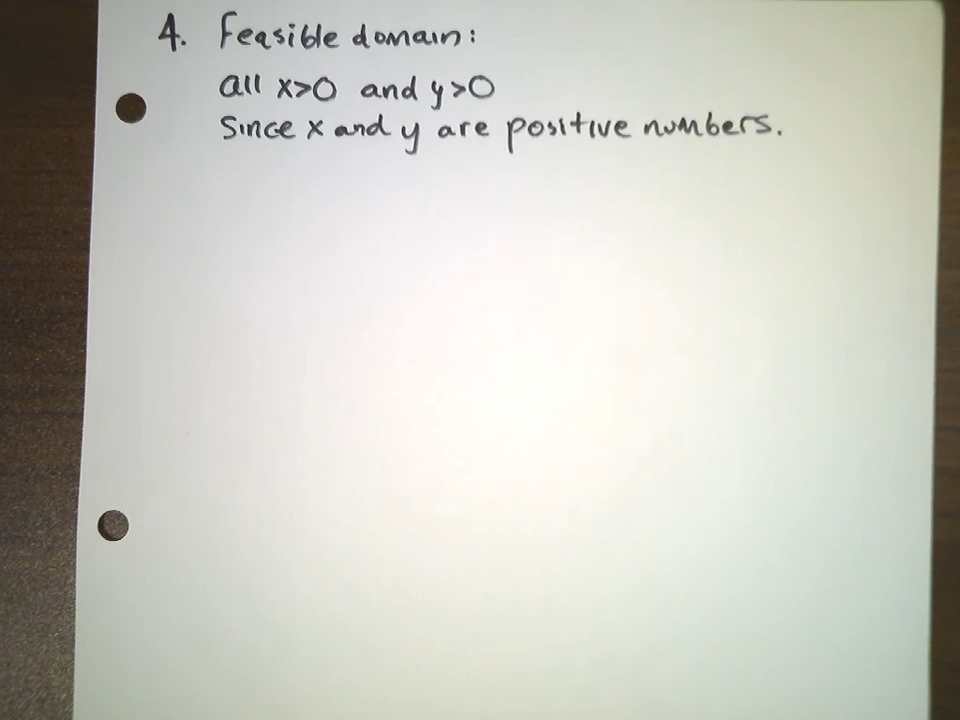 4. Feasible domain:
all x>0 and y>0
Since x and y are positive numbers.